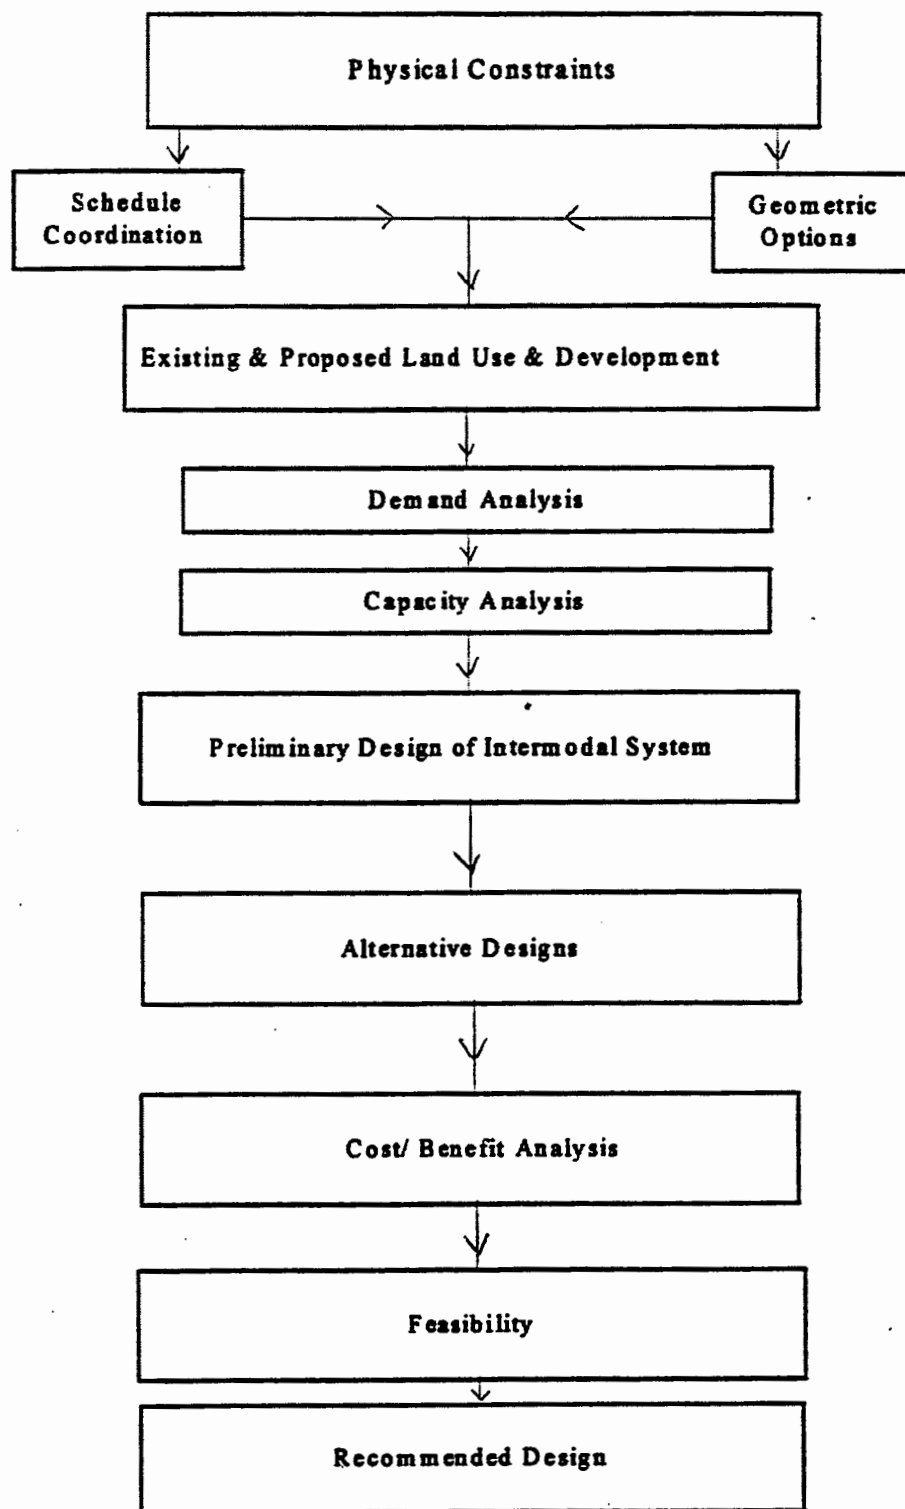 Physical Constraints
Schedule
Coordination
Geometric
Options
Existing & Proposed Land Use & Development
Demand Analysis
Capacity Analysis
Preliminary Design of Intermodal System
Alternative Designs
Cost/ Benefit Analysis
Feasibility
Recommended Design